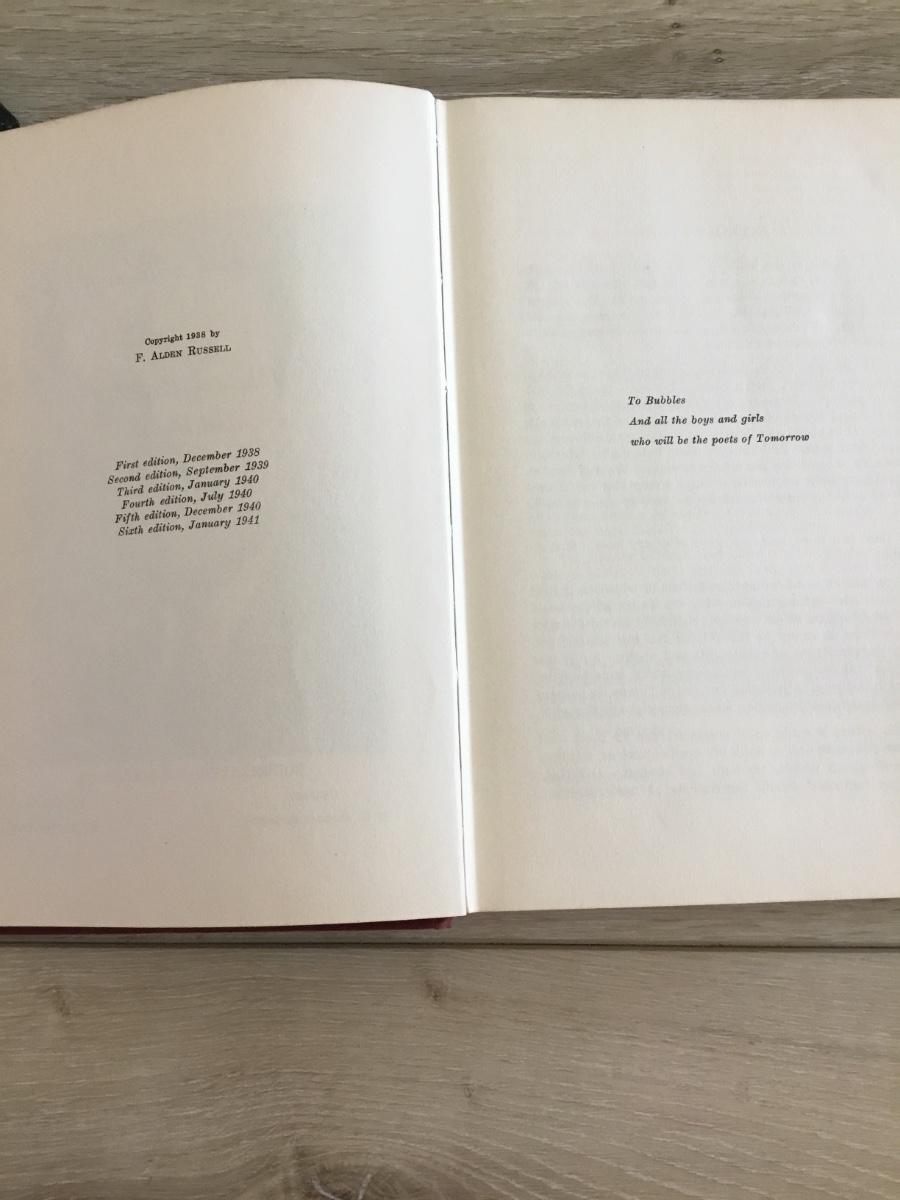 Copyright 1938 by
F. ALDEN RUSSELL
First edition, December 1938
Second edition, September 1939
Third edition, January 1940
Fourth edition, July 1940
Fifth edition, December 1940
Sixth edition, January 1941
To Bubbles
And all the boys and girls
who will be the poets of Tomorrow